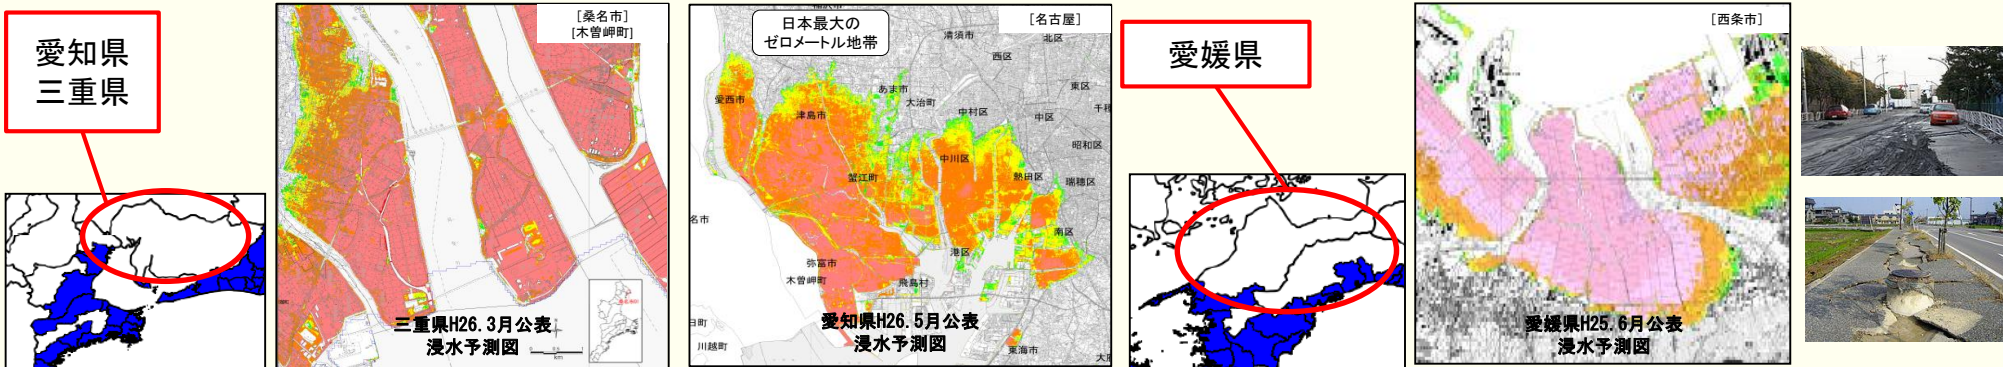 愛知県
三重県
[桑名市]
[木曽岬町]
三重県H26.3月公表
浸水予測図
km
日本最大の
ゼロメートル地帯
[名古屋]
清須市
北区
西区
東区
愛西市
あま市
大治町
中村区
千種
津島市
中区
昭和区
中川区
蟹江町
熱田区
瑞穂区
名市
南区
港区
弥富市
木曽岬町
飛島村
日町
川越町
東海市
大府
愛知県H26.5月公表
浸水予測図
愛媛県
[西条市]
愛媛県H25.6月公表
浸水予測図